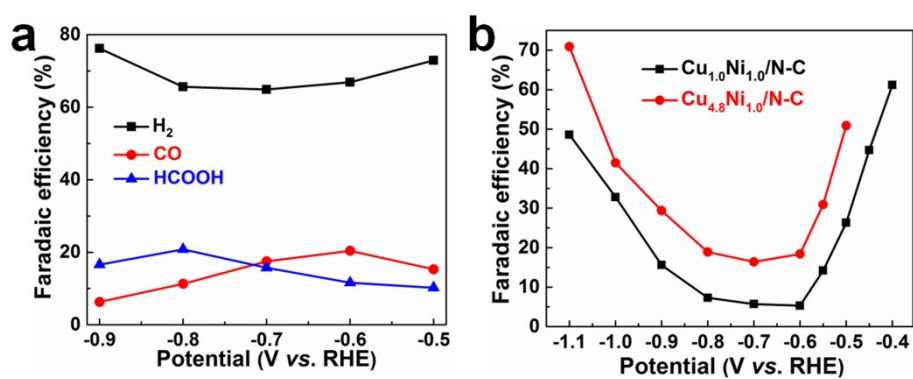 a
80
60
40
20
0
Faradaic efficiency (%)
H₂
CO
HCOOH
-0.9 -0.8 -0.7 -0.6 -0.5
Potential (V vs. RHE)
b
70
60
50
40
30
20
10
0
Faradaic efficiency (%)
Cu₁.₀Ni₁.₀/N-C
Cu₄.₈Ni₁.₀/N-C
-1.1 -1.0 -0.9 -0.8 -0.7 -0.6 -0.5 -0.4
Potential (V vs. RHE)